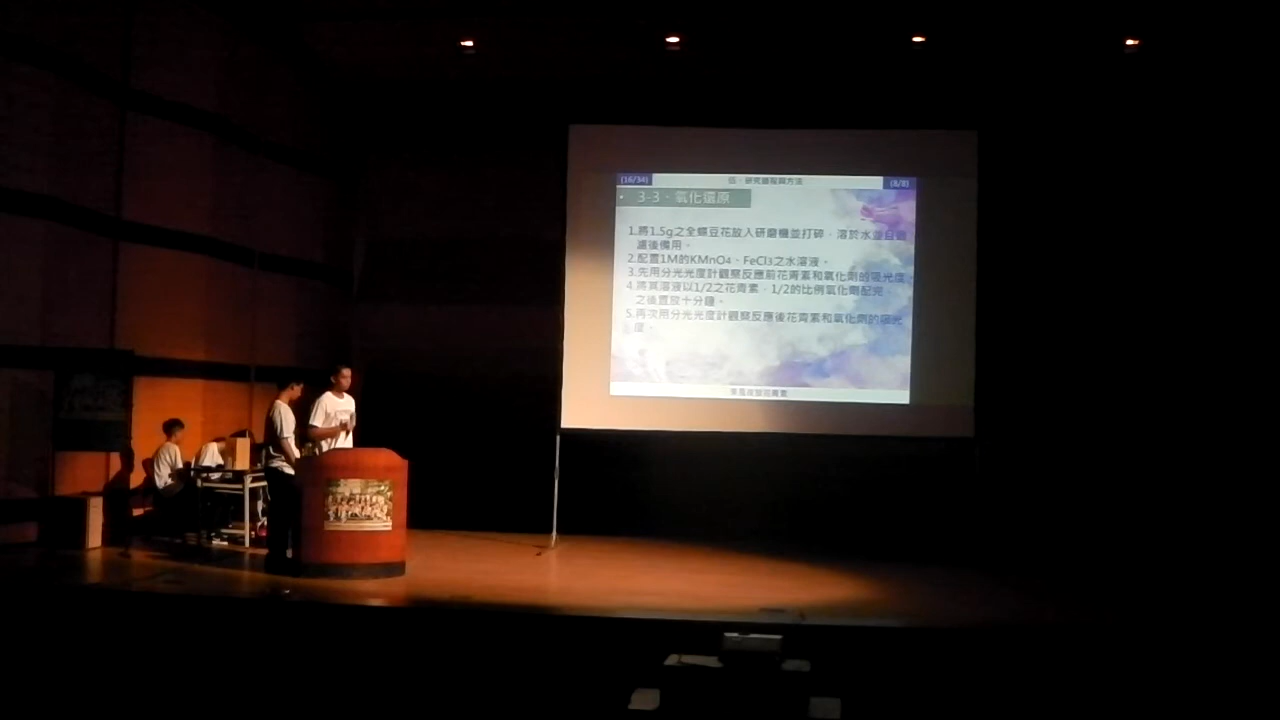 (16/34)
伍、研究過程與方法
(8/8)
• 3-3、氧化還原
1.將1.5g之全蝶豆花放入研磨機並打碎，溶於水並且過
濾後備用。
2.配置1M的KMnO4、FeCl3之水溶液。
3.先用分光光度計觀察反應前花青素和氧化劑的吸光度。
4.將其溶液以1/2之花青素，1/2的比例氧化劑配完，
之後置放十分鐘。
5.再次用分光光度計觀察反應後花青素和氧化劑的吸光
度。